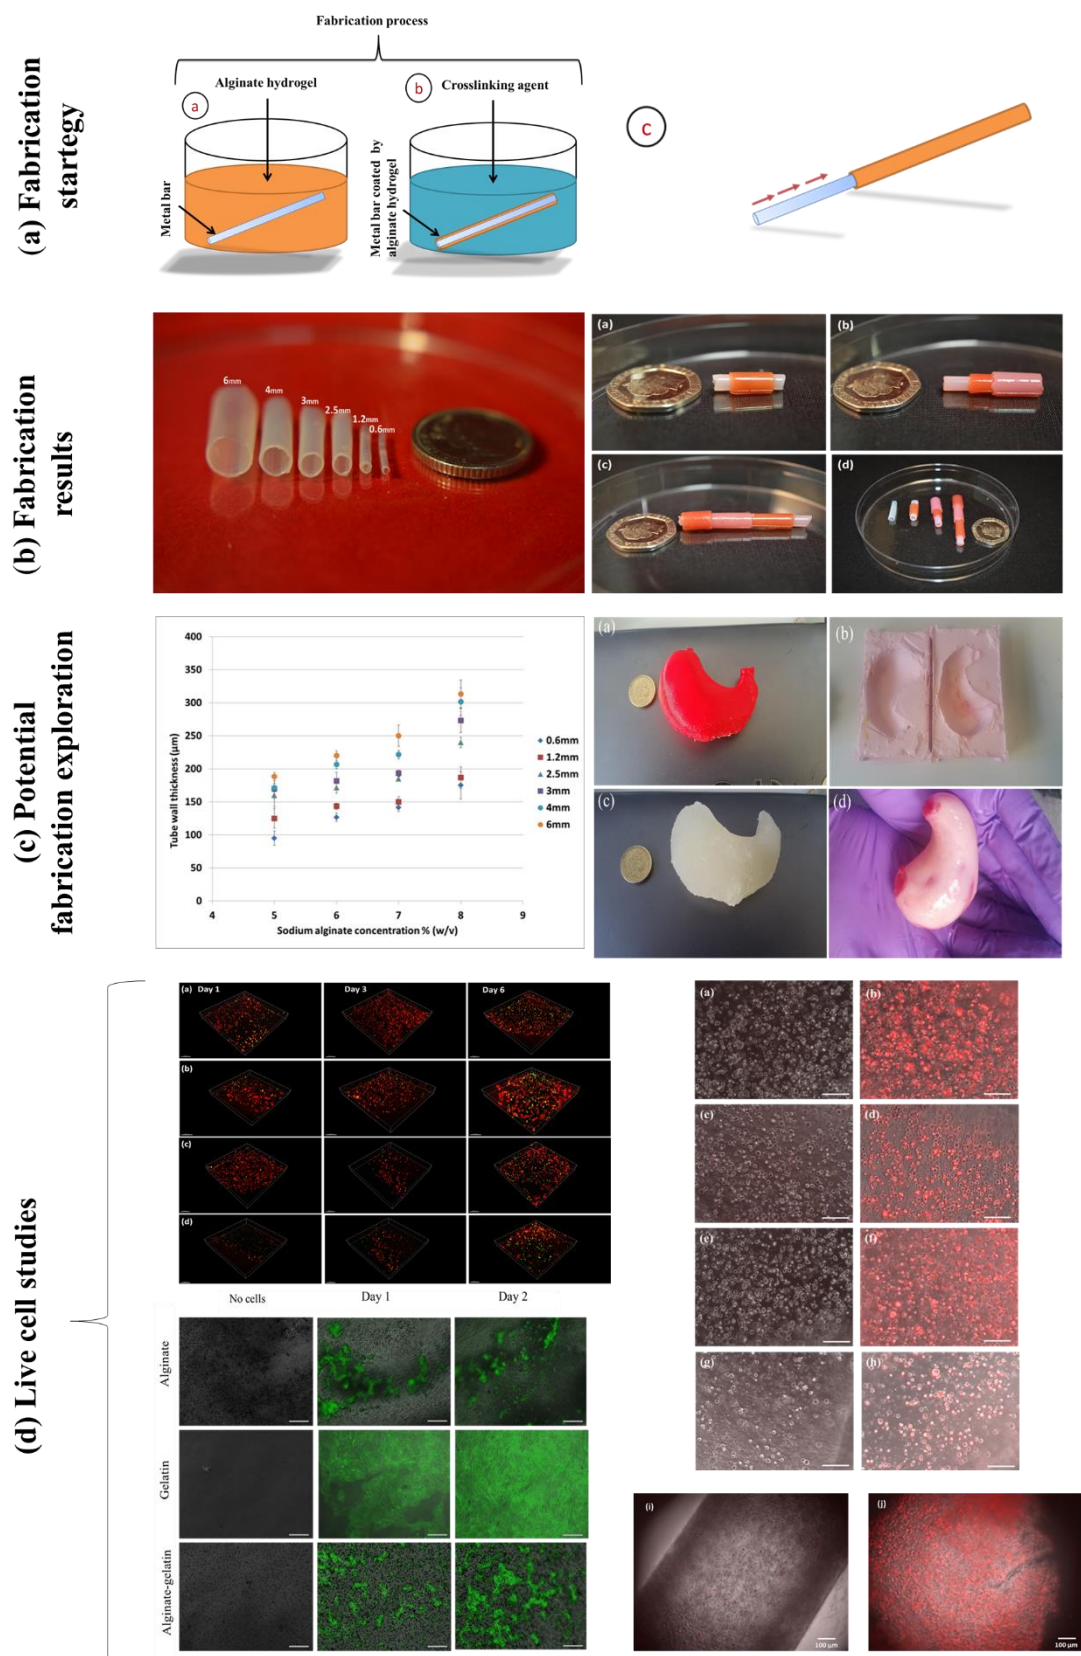 Fabrication process
(a) Fabrication
startegy
Alginate hydrogel
a
Metal bar
b
Crosslinking agent
Metal bar coated by
alginate hydrogel
c
(b) Fabrication
results
6mm
4mm
3mm
2.5mm
1.2mm
0.6mm
(a)
(b)
(c)
(d)
(c) Potential
fabrication exploration
Tube wall thickness (µm)
400
350
300
250
200
150
100
50
0
4
5
6
7
8
9
Sodium alginate concentration % (w/v)
0.6mm
1.2mm
2.5mm
3mm
4mm
6mm
(a)
(b)
(c)
(d)
(d) Live cell studies
(a)
Day 1
Day 3
Day 6
(b)
(c)
(d)
No cells
Day 1
Day 2
Alginate
Gelatin
Alginate-gelatin
(a)
(b)
(c)
(d)
(e)
(f)
(g)
(h)
(i)
100 µm
(j)
100 µm